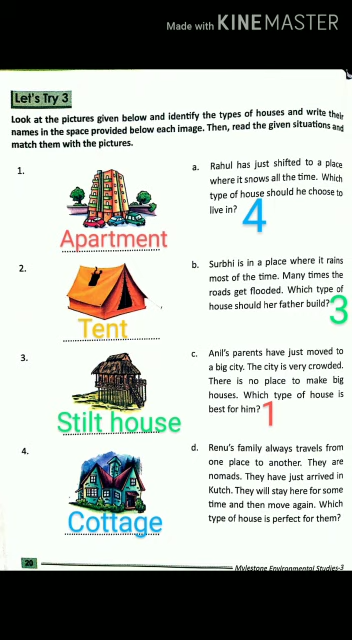 Made with KINEMASTER
Let's Try 3
Look at the pictures given below and identify the types of houses and write their
names in the space provided below each image. Then, read the given situations and
match them with the pictures.
1.
Apartment
2.
Tent
3.
Stilt house
4.
Cottage
a. Rahul has just shifted to a place
where it snows all the time. Which
type of house should he choose to
live in? 4
b. Surbhi is in a place where it rains
most of the time. Many times the
roads get flooded. Which type of
house should her father build? 3
c. Anil's parents have just moved to
a big city. The city is very crowded.
There is no place to make big
houses. Which type of house is
best for him? 1
d. Renu's family always travels from
one place to another. They are
nomads. They have just arrived in
Kutch. They will stay here for some
time and then move again. Which
type of house is perfect for them?
20
Mylestone Environmental Studies-3